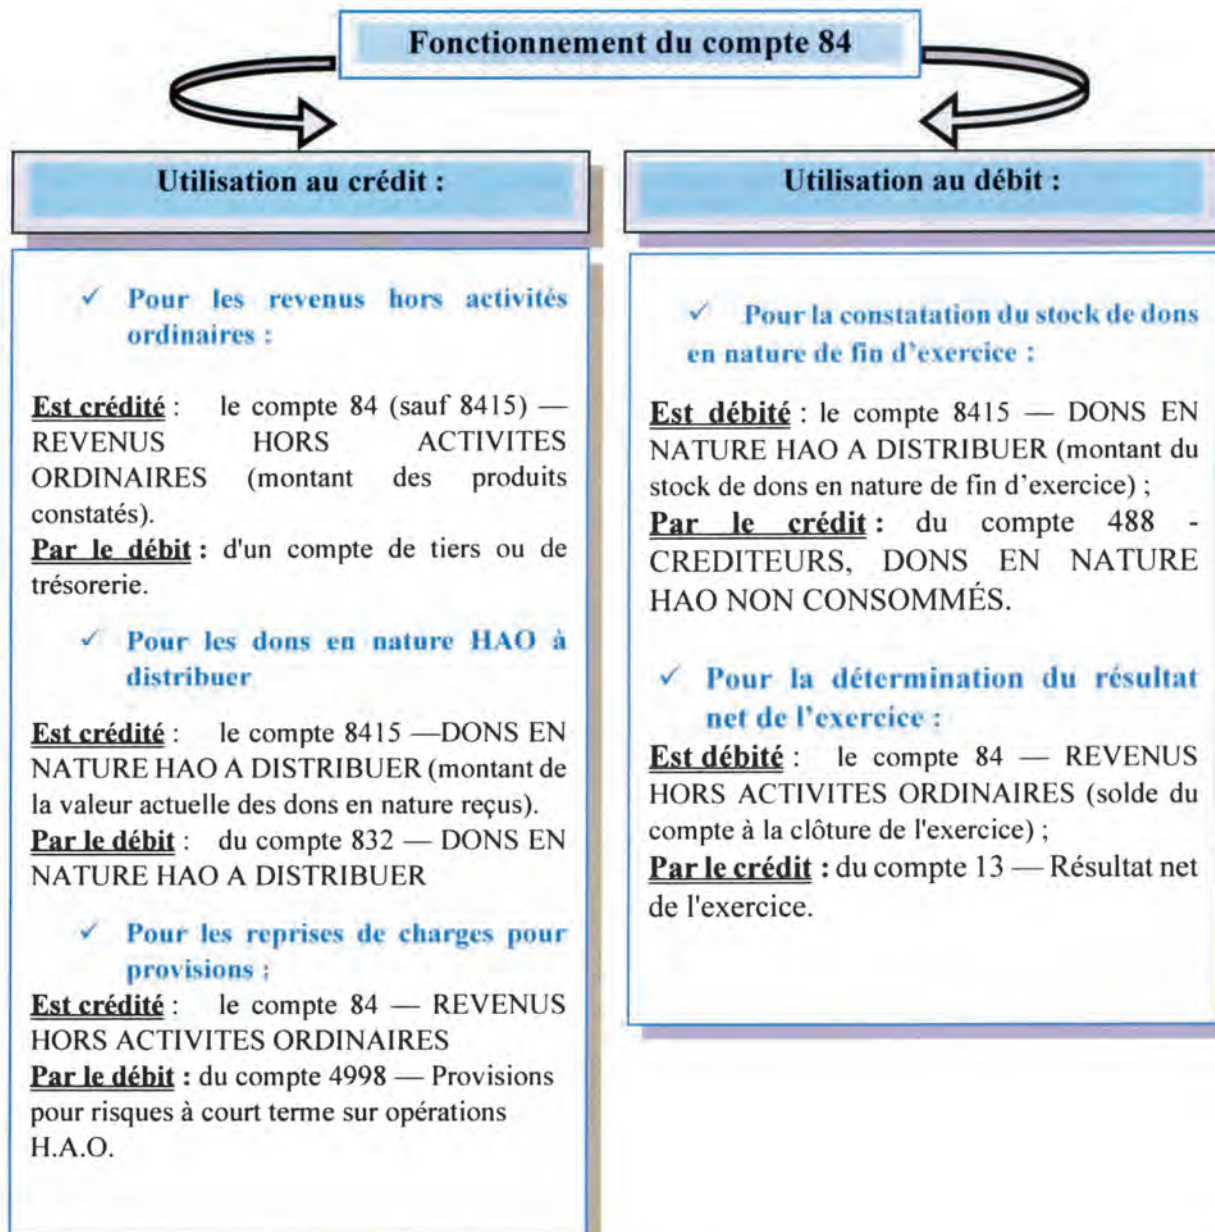 Fonctionnement du compte 84
Utilisation au crédit :
✓ Pour les revenus hors activités
ordinaires :
Est crédité : le compte 84 (sauf 8415) —
REVENUS HORS ACTIVITES
ORDINAIRES (montant des produits
constatés).
Par le débit : d'un compte de tiers ou de
trésorerie.
✓ Pour les dons en nature HAO à
distribuer
Est crédité : le compte 8415 —DONS EN
NATURE HAO A DISTRIBUER (montant de
la valeur actuelle des dons en nature reçus).
Par le débit : du compte 832 — DONS EN
NATURE HAO A DISTRIBUER
✓ Pour les reprises de charges pour
provisions :
Est crédité : le compte 84 — REVENUS
HORS ACTIVITES ORDINAIRES
Par le débit : du compte 4998 — Provisions
pour risques à court terme sur opérations
H.A.O.
Utilisation au débit :
✓ Pour la constatation du stock de dons
en nature de fin d’exercice :
Est débité : le compte 8415 — DONS EN
NATURE HAO A DISTRIBUER (montant du
stock de dons en nature de fin d’exercice) ;
Par le crédit : du compte 488 -
CREDITEURS, DONS EN NATURE
HAO NON CONSOMMÉS.
✓ Pour la détermination du résultat
net de l’exercice :
Est débité : le compte 84 — REVENUS
HORS ACTIVITES ORDINAIRES (solde du
compte à la clôture de l'exercice) ;
Par le crédit : du compte 13 — Résultat net
de l'exercice.